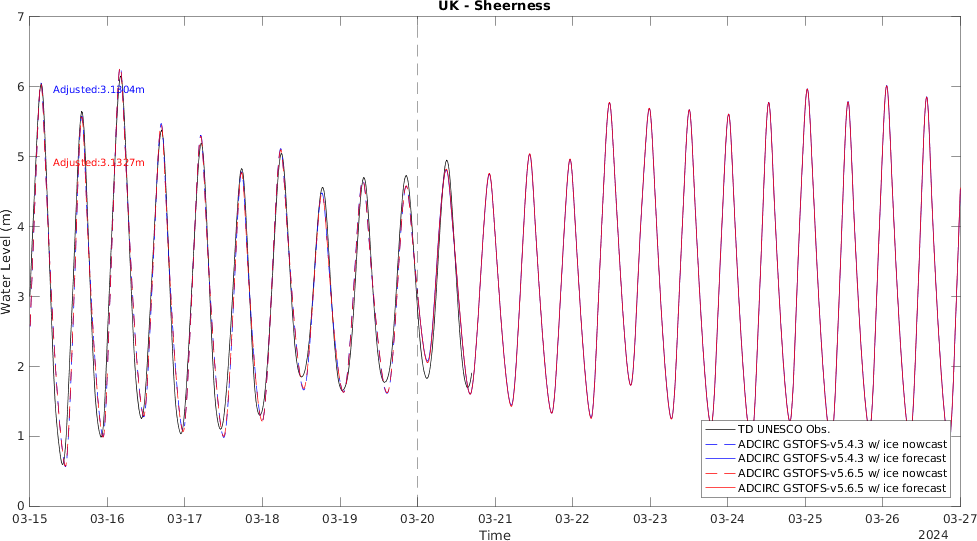 UK - Sheerness
7
6
5
4
3
2
1
0
Water Level (m)
Adjusted:3.1304m
Adjusted:3.1327m
TD UNESCO Obs.
ADCIRC GSTOFS-v5.4.3 w/ ice nowcast
ADCIRC GSTOFS-v5.4.3 w/ ice forecast
ADCIRC GSTOFS-v5.6.5 w/ ice nowcast
ADCIRC GSTOFS-v5.6.5 w/ ice forecast
03-15 03-16 03-17 03-18 03-19 03-20 03-21 03-22 03-23 03-24 03-25 03-26 03-27
Time
2024